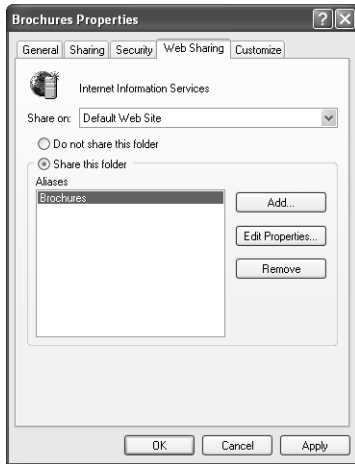 Brochures Properties
General Sharing Security Web Sharing Customize
Internet Information Services
Share on: Default Web Site
Do not share this folder
Share this folder
Aliases
Brochures
Add...
Edit Properties...
Remove
OK Cancel Apply